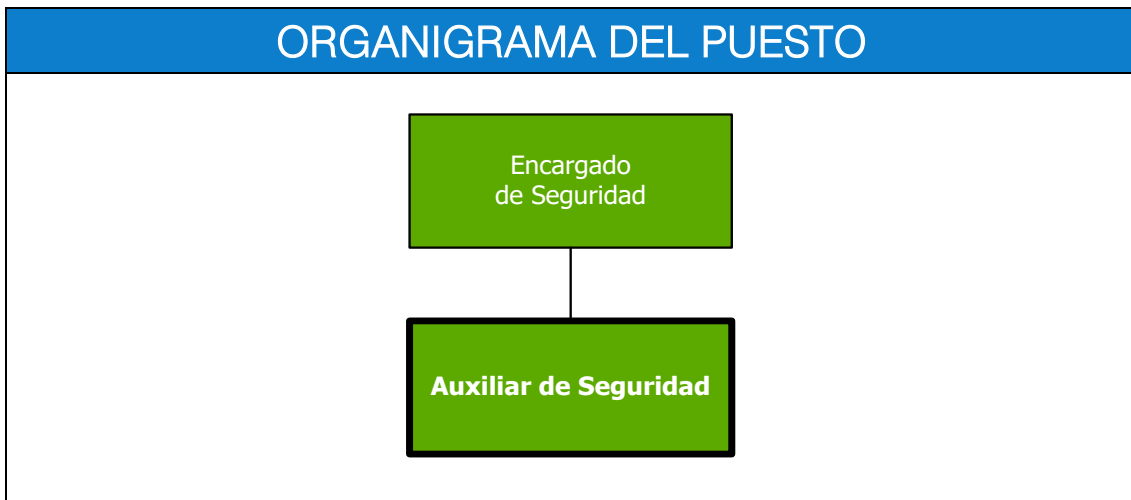 ORGANIGRAMA DEL PUESTO
Encargado
de Seguridad
Auxiliar de Seguridad